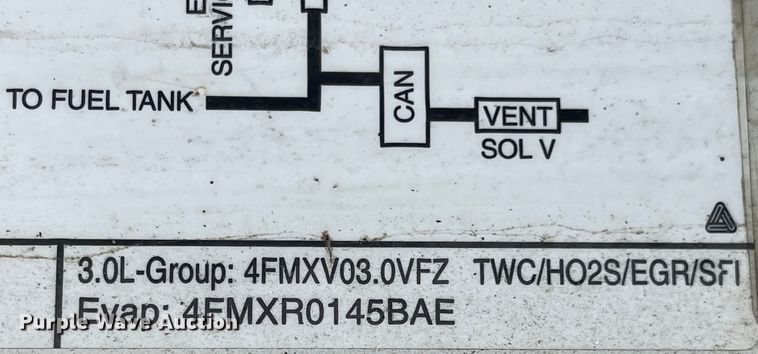 SERVIC
TO FUEL TANK
CAN
VENT
SOL V
3.0L-Group: 4FMXV03.0VFZ TWC/HO2S/EGR/SFI
Evap: 4FMXR0145BAE
Purple Wave Auction